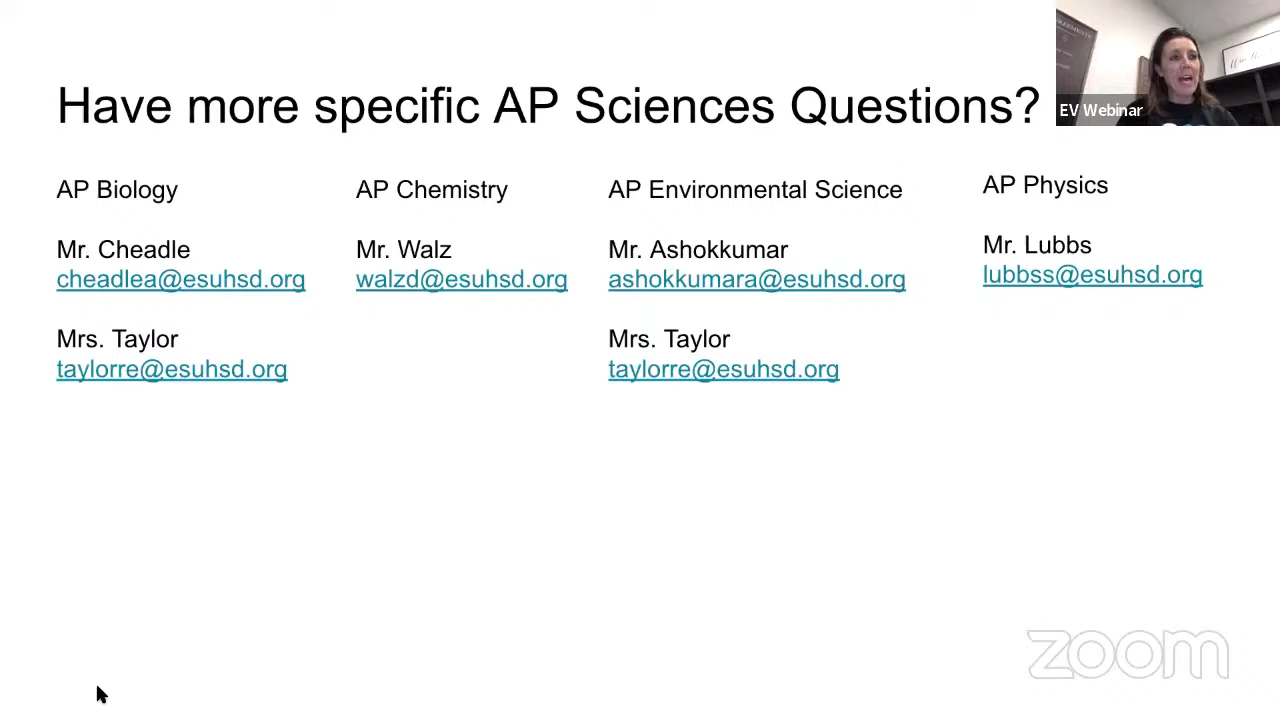 Have more specific AP Sciences Questions?
EV Webinar
AP Biology
Mr. Cheadle
cheadlea@esuhsd.org
Mrs. Taylor
taylorre@esuhsd.org
AP Chemistry
Mr. Walz
walzd@esuhsd.org
AP Environmental Science
Mr. Ashokkumar
ashokkumara@esuhsd.org
Mrs. Taylor
taylorre@esuhsd.org
AP Physics
Mr. Lubbs
lubbss@esuhsd.org
zoom